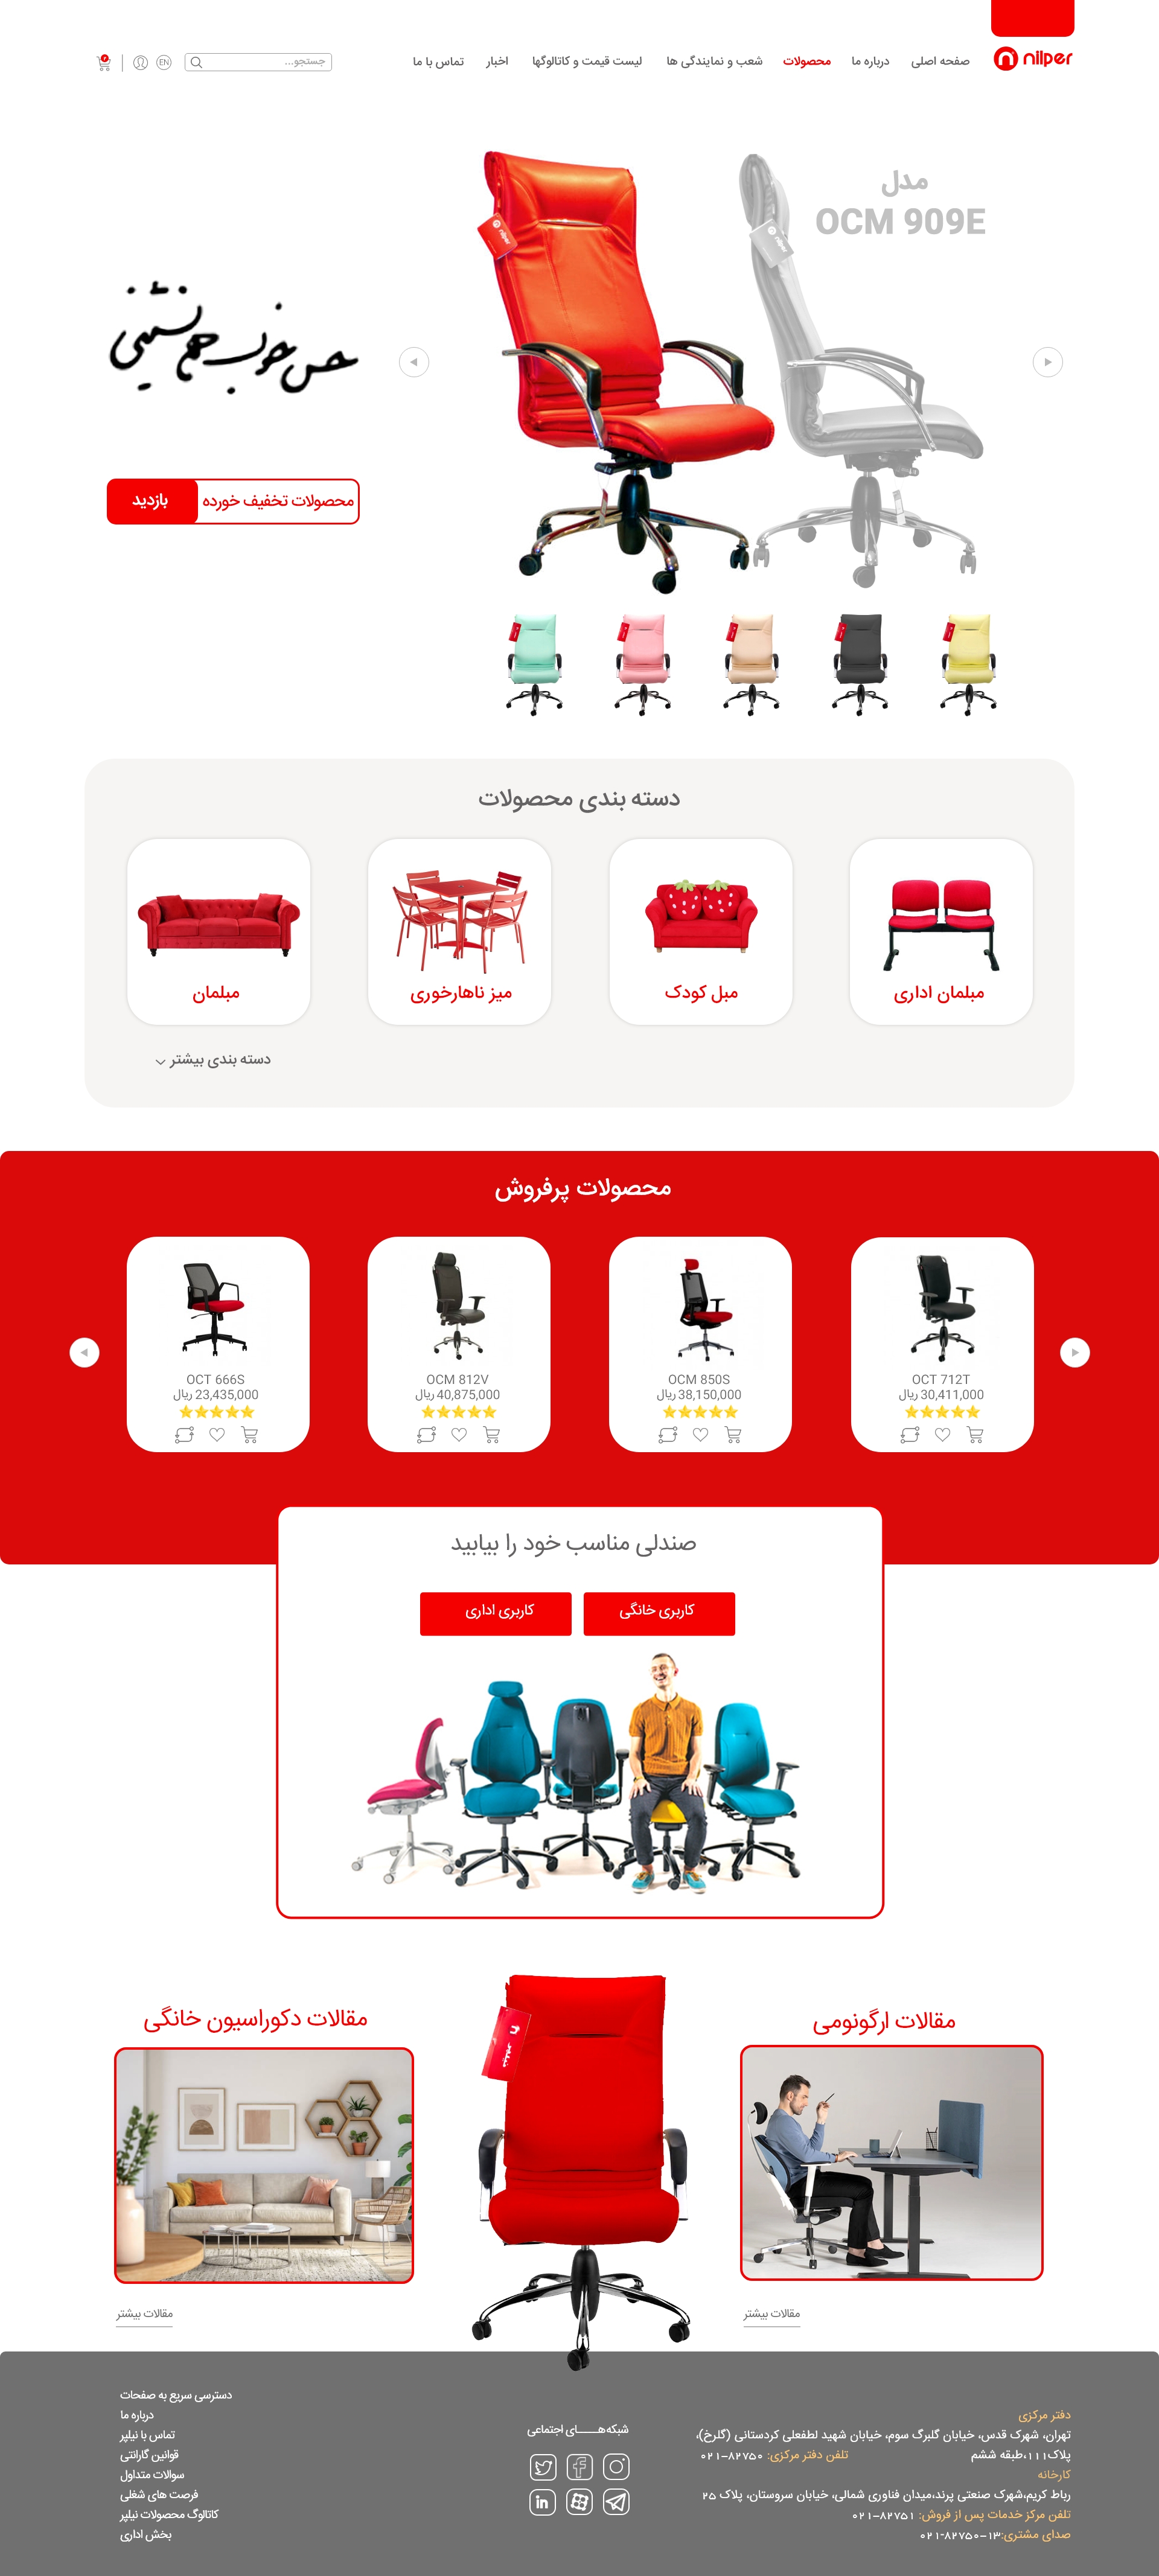 nilper
صفحه اصلی
درباره ما
محصولات
شعب و نمایندگی ها
لیست قیمت و کاتالوگها
اخبار
تماس با ما
جستجو...
EN
مدل
OCM 909E
nilper
nilper
حس خوب هم نشینی
محصولات تخفیف خورده
بازدید
دسته بندی محصولات
مبلمان اداری
مبل کودک
میز ناهارخوری
مبلمان
دسته بندی بیشتر
محصولات پرفروش
OCT 712T
30,411,000 ریال
OCM 850S
38,150,000 ریال
OCM 812V
40,875,000 ریال
OCT 666S
23,435,000 ریال
صندلی مناسب خود را بیابید
کاربری خانگی
کاربری اداری
مقالات ارگونومی
مقالات بیشتر
مقالات دکوراسیون خانگی
مقالات بیشتر
دفتر مرکزی
تهران، شهرک قدس، خیابان گلبرگ سوم، خیابان شهید لطفعلی کردستانی (گلرخ)،
پلاک۱۱۱،طبقه ششم
تلفن دفتر مرکزی: ۸۲۷۵۰–۰۲۱
کارخانه
رباط کریم،شهرک صنعتی پرند،میدان فناوری شمالی، خیابان سروستان، پلاک ۲۵
تلفن مرکز خدمات پس از فروش: ۸۲۷۵۱–۰۲۱
صدای مشتری:۱۳–۸۲۷۵۰-۰۲۱
شبکه‌هــــای اجتماعی
دسترسی سریع به صفحات
درباره ما
تماس با نیلپر
قوانین گارانتی
سوالات متداول
فرصت های شغلی
کاتالوگ محصولات نیلپر
بخش اداری